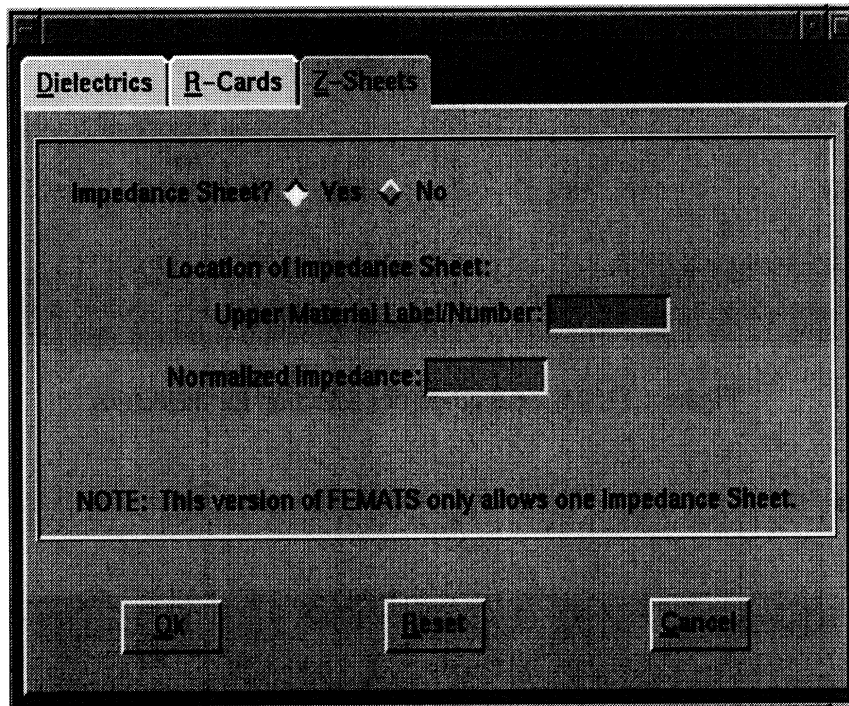 Dielectrics R-Cards Z-Sheets
Impedance Sheet? Yes No
Location of Impedance Sheet:
Upper Material Label/Number:
Normalized Impedance:
NOTE: This version of FEMATS only allows one Impedance Sheet.
Ok Reset Cancel